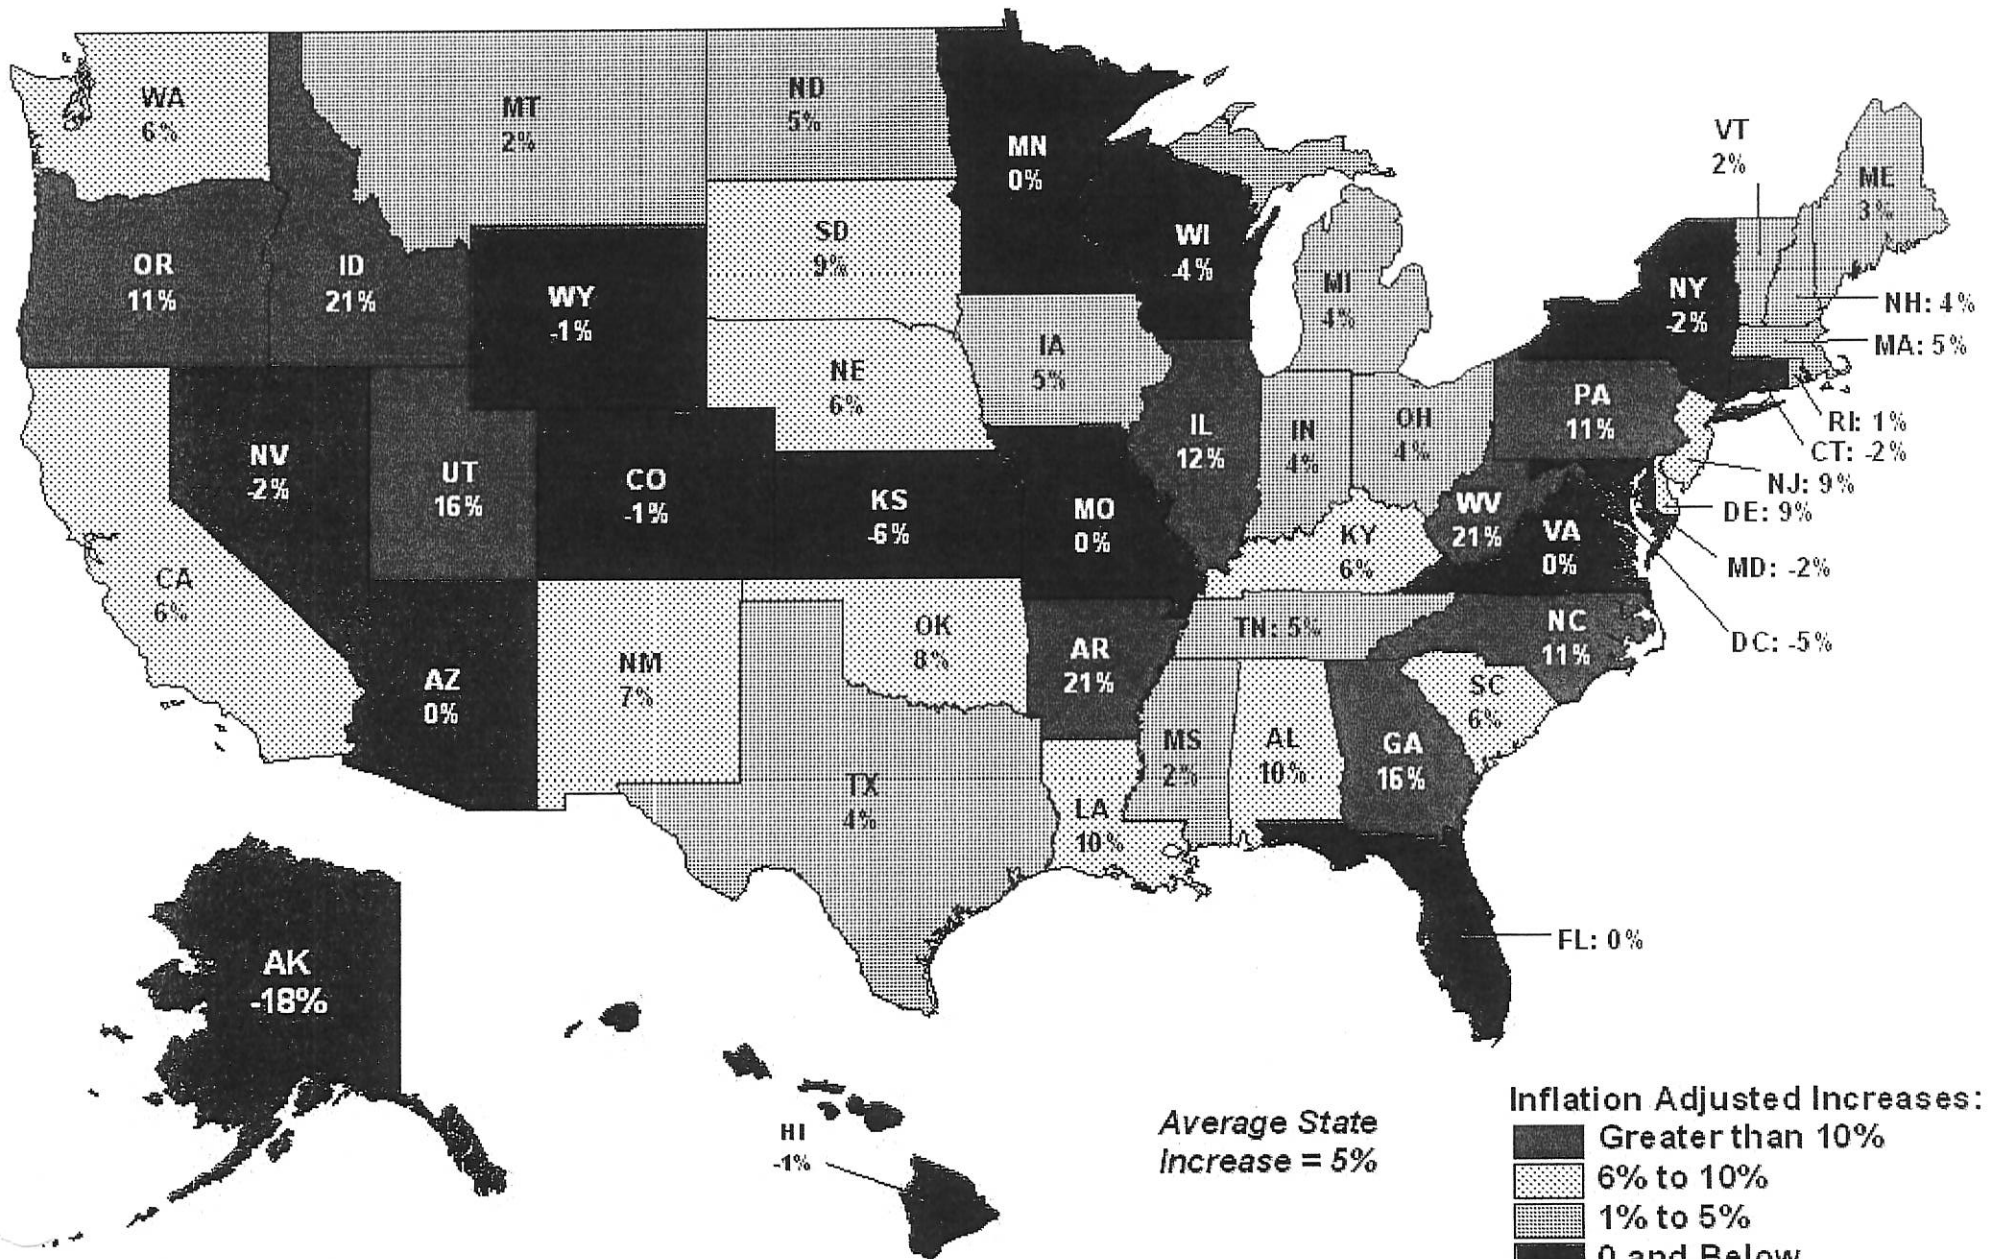 WA
6%
MT
2%
ND
5%
MN
0%
VT
2%
ME
3%
OR
11%
ID
21%
WY
-1%
SD
9%
WI
-4%
MI
4%
NY
-2%
NH: 4%
MA: 5%
NE
6%
IA
5%
PA
11%
RI: 1%
CT: -2%
NJ: 9%
DE: 9%
MD: -2%
DC: -5%
NV
-2%
UT
16%
CO
-1%
KS
-6%
MO
0%
IL
12%
IN
4%
OH
4%
WV
21%
VA
0%
KY
6%
CA
6%
AZ
0%
NM
7%
OK
8%
AR
21%
TN: 5%
NC
11%
SC
6%
MS
2%
AL
10%
GA
16%
TX
4%
LA
10%
FL: 0%
AK
-18%
HI
-1%
Average State
Increase = 5%
Inflation Adjusted Increases:
Greater than 10%
6% to 10%
1% to 5%
0 and Below